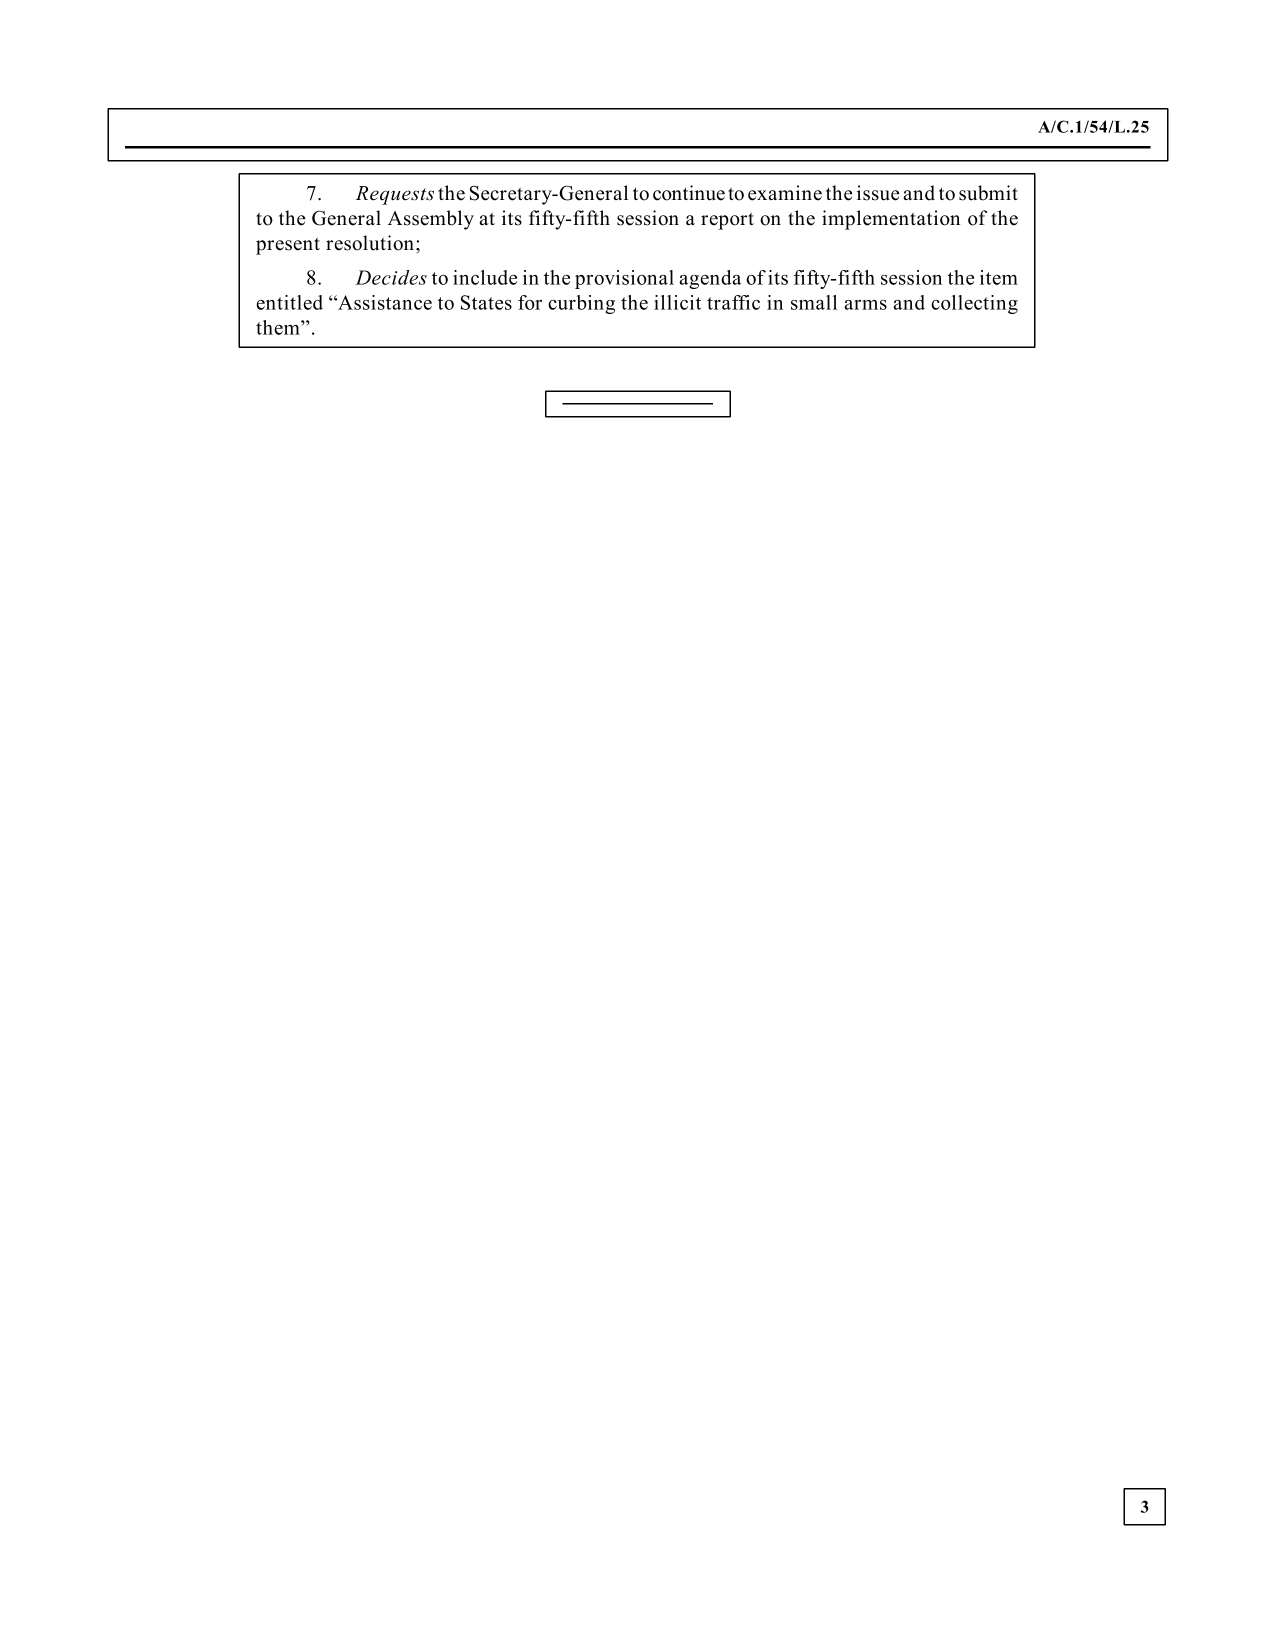 A/C.1/54/L.25
7. Requests the Secretary-General to continue to examine the issue and to submit
to the General Assembly at its fifty-fifth session a report on the implementation of the
present resolution;
8. Decides to include in the provisional agenda of its fifty-fifth session the item
entitled “Assistance to States for curbing the illicit traffic in small arms and collecting
them”.
3